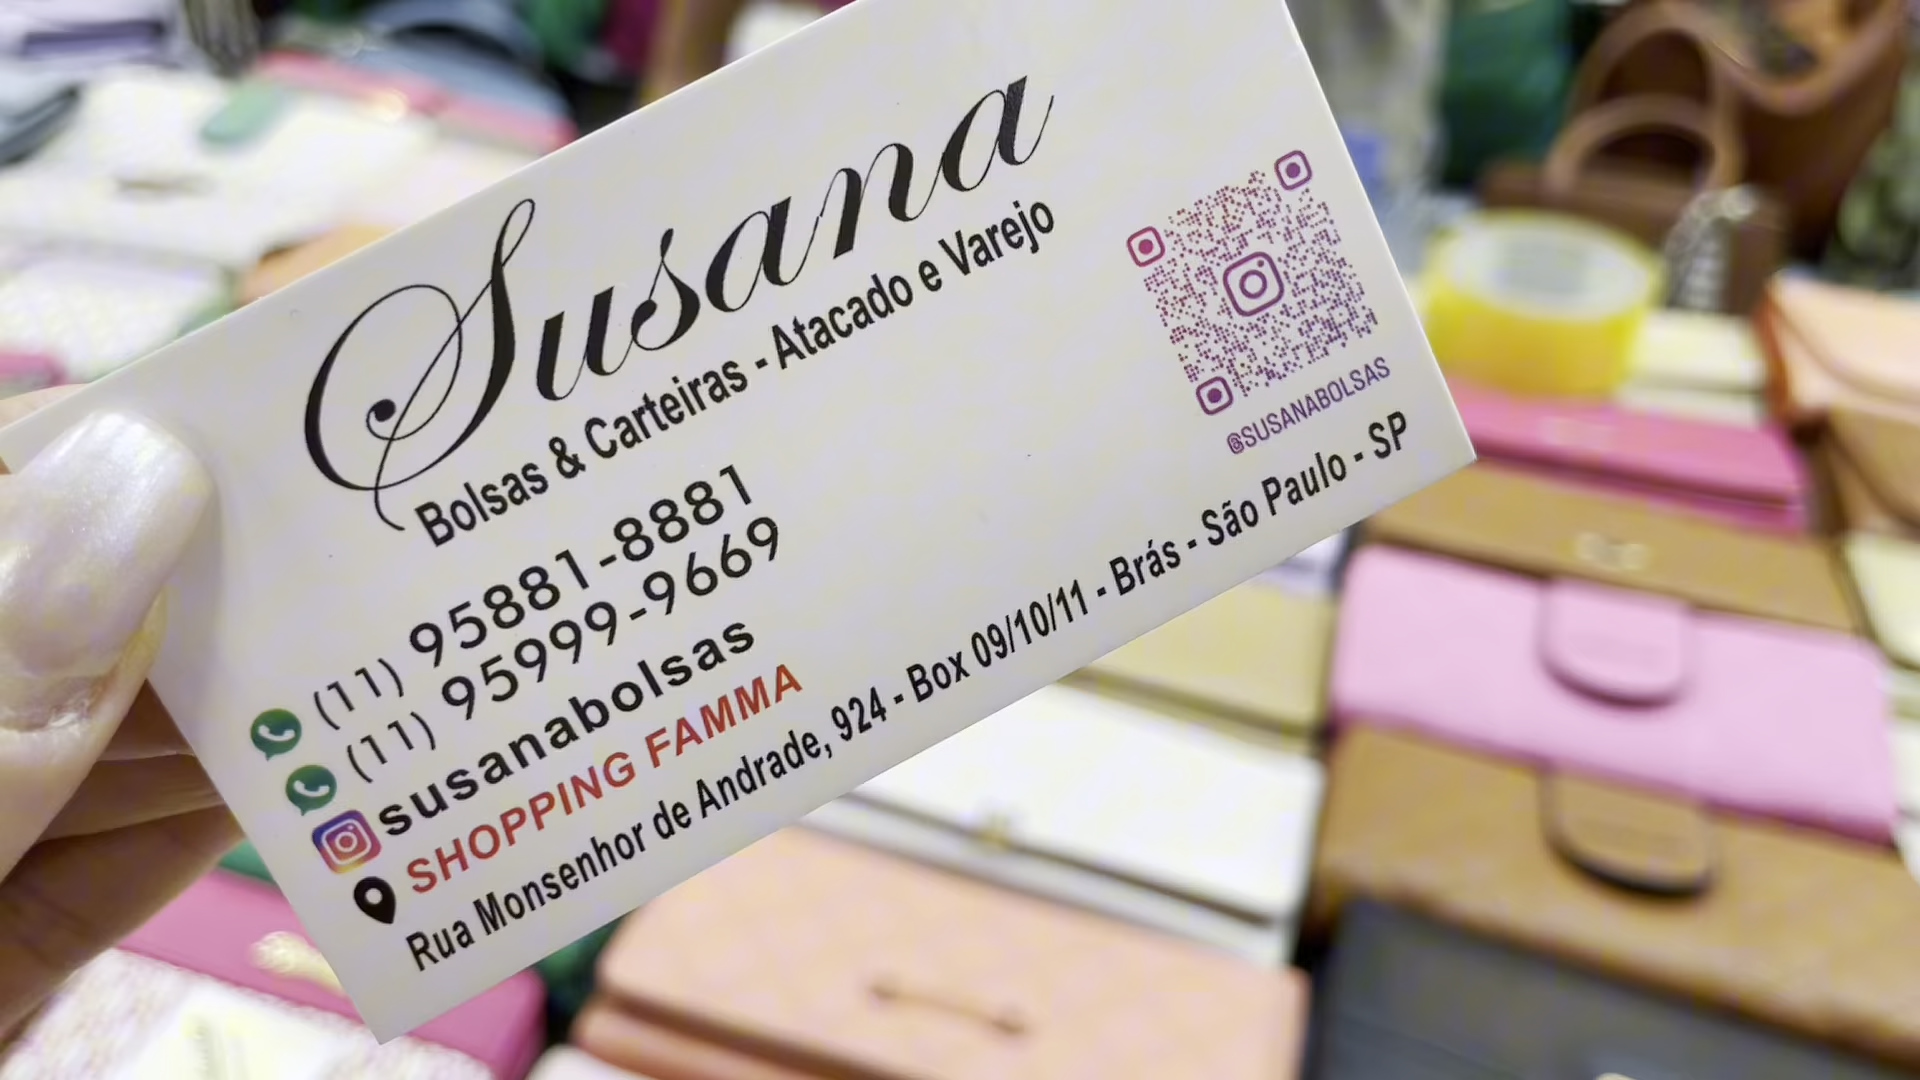 Susana
Bolsas & Carteiras - Atacado e Varejo
@SUSANABOLSAS
(11) 95881-8881
(11) 95999-9669
susanabolsas
SHOPPING FAMMA
Rua Monsenhor de Andrade, 924 - Box 09/10/11 - Brás - São Paulo - SP